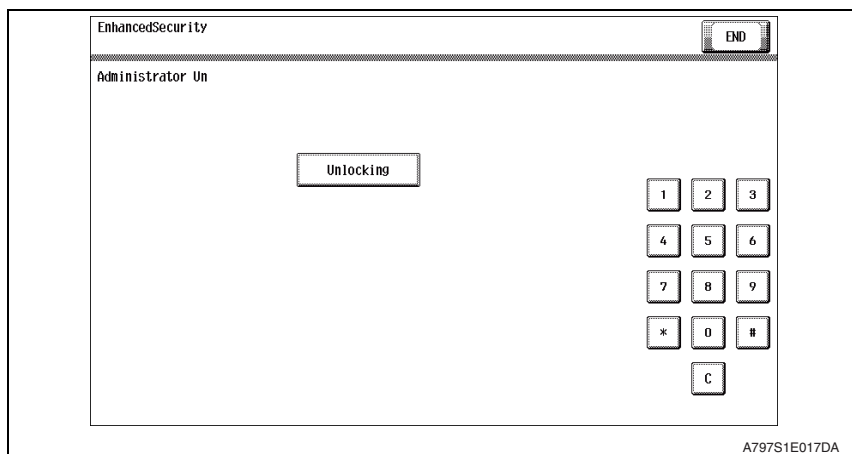 EnhancedSecurity
END
Administrator Un
Unlocking
1 2 3
4 5 6
7 8 9
* 0 #
C
A797S1E017DA